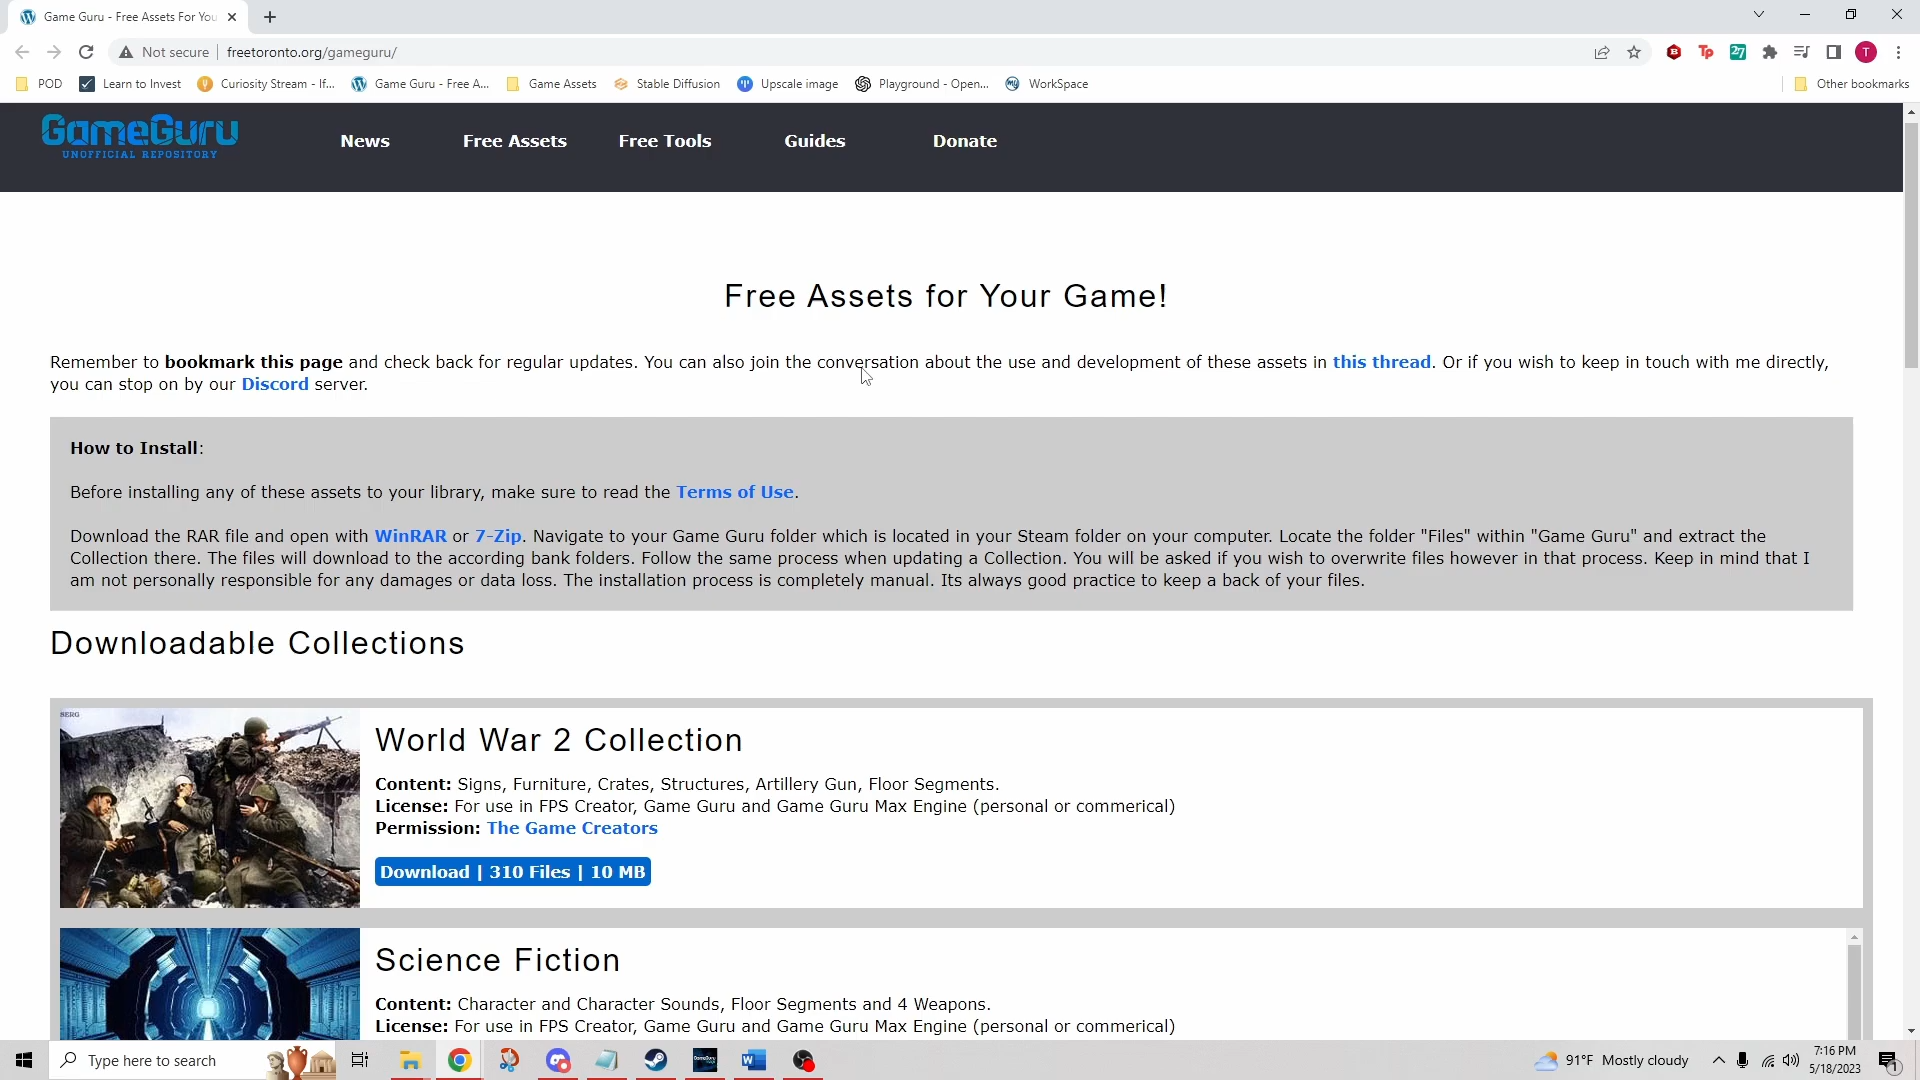 Game Guru - Free Assets For You
Not secure
freetoronto.org/gameguru/
POD
Learn to Invest
Curiosity Stream - If...
Game Guru - Free A...
Game Assets
Stable Diffusion
Upscale image
Playground - Open...
WorkSpace
Other bookmarks
GameGuru
UNOFFICIAL REPOSITORY
News
Free Assets
Free Tools
Guides
Donate
Free Assets for Your Game!
Remember to bookmark this page and check back for regular updates. You can also join the conversation about the use and development of these assets in this thread. Or if you wish to keep in touch with me directly,
you can stop on by our Discord server.
How to Install:
Before installing any of these assets to your library, make sure to read the Terms of Use.
Download the RAR file and open with WinRAR or 7-Zip. Navigate to your Game Guru folder which is located in your Steam folder on your computer. Locate the folder "Files" within "Game Guru" and extract the
Collection there. The files will download to the according bank folders. Follow the same process when updating a Collection. You will be asked if you wish to overwrite files however in that process. Keep in mind that I
am not personally responsible for any damages or data loss. The installation process is completely manual. Its always good practice to keep a back of your files.
Downloadable Collections
SERG
World War 2 Collection
Content: Signs, Furniture, Crates, Structures, Artillery Gun, Floor Segments.
License: For use in FPS Creator, Game Guru and Game Guru Max Engine (personal or commerical)
Permission: The Game Creators
Download | 310 Files | 10 MB
Science Fiction
Content: Character and Character Sounds, Floor Segments and 4 Weapons.
License: For use in FPS Creator, Game Guru and Game Guru Max Engine (personal or commerical)
Type here to search
91°F Mostly cloudy
7:16 PM
5/18/2023